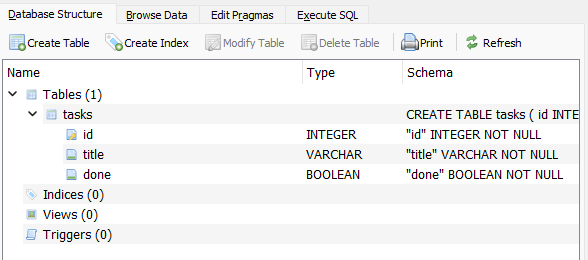 Database Structure Browse Data Edit Pragmas Execute SQL
Create Table Create Index Modify Table Delete Table Print Refresh
Name Type Schema
Tables (1)
tasks CREATE TABLE tasks ( id INTE
id INTEGER "id" INTEGER NOT NULL
title VARCHAR "title" VARCHAR NOT NULL
done BOOLEAN "done" BOOLEAN NOT NULL
Indices (0)
Views (0)
Triggers (0)